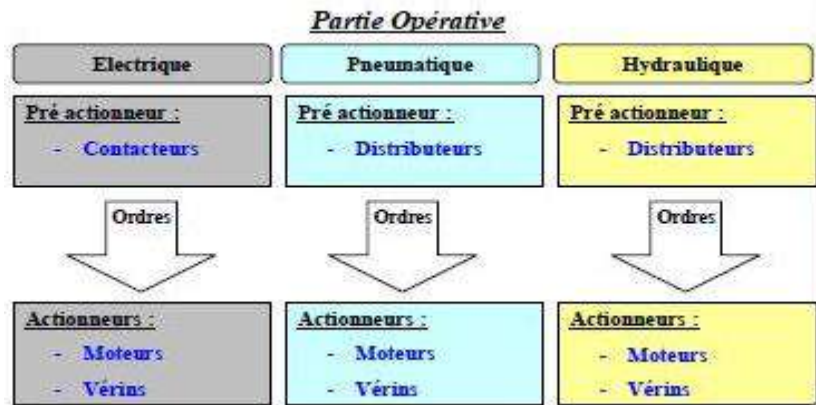 Partie Opérative
Electrique
Pneumatique
Hydraulique
Pré actionneur :
- Contacteurs
Pré actionneur :
- Distributeurs
Pré actionneur :
- Distributeurs
Ordres
Ordres
Ordres
Actionneurs :
- Moteurs
- Vérins
Actionneurs :
- Moteurs
- Vérins
Actionneurs :
- Moteurs
- Vérins